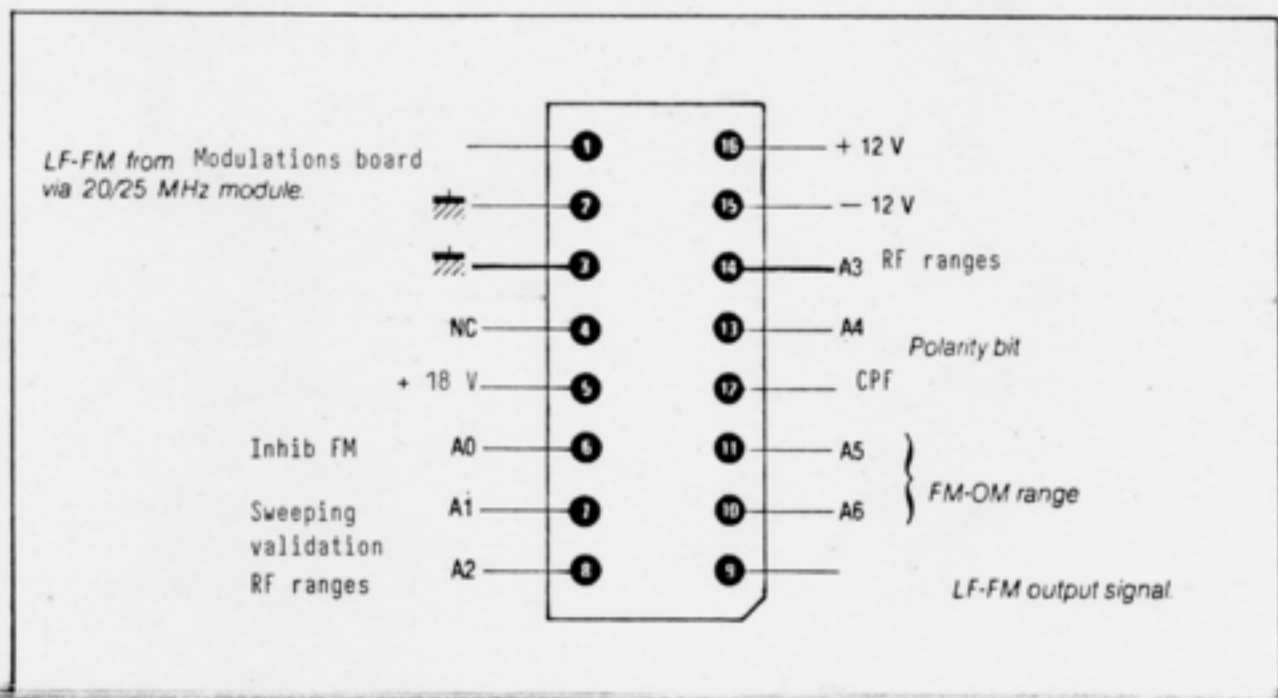 1 16 + 12 V
LF-FM from Modulations board
via 20/25 MHz module.
2 15 − 12 V
3 14 A3 RF ranges
NC 4 13 A4
Polarity bit
+ 18 V 5 12 CPF
Inhib FM A0 6 11 A5
FM-OM range
Sweeping A1 7 10 A6
validation
RF ranges A2 8 9
LF-FM output signal.